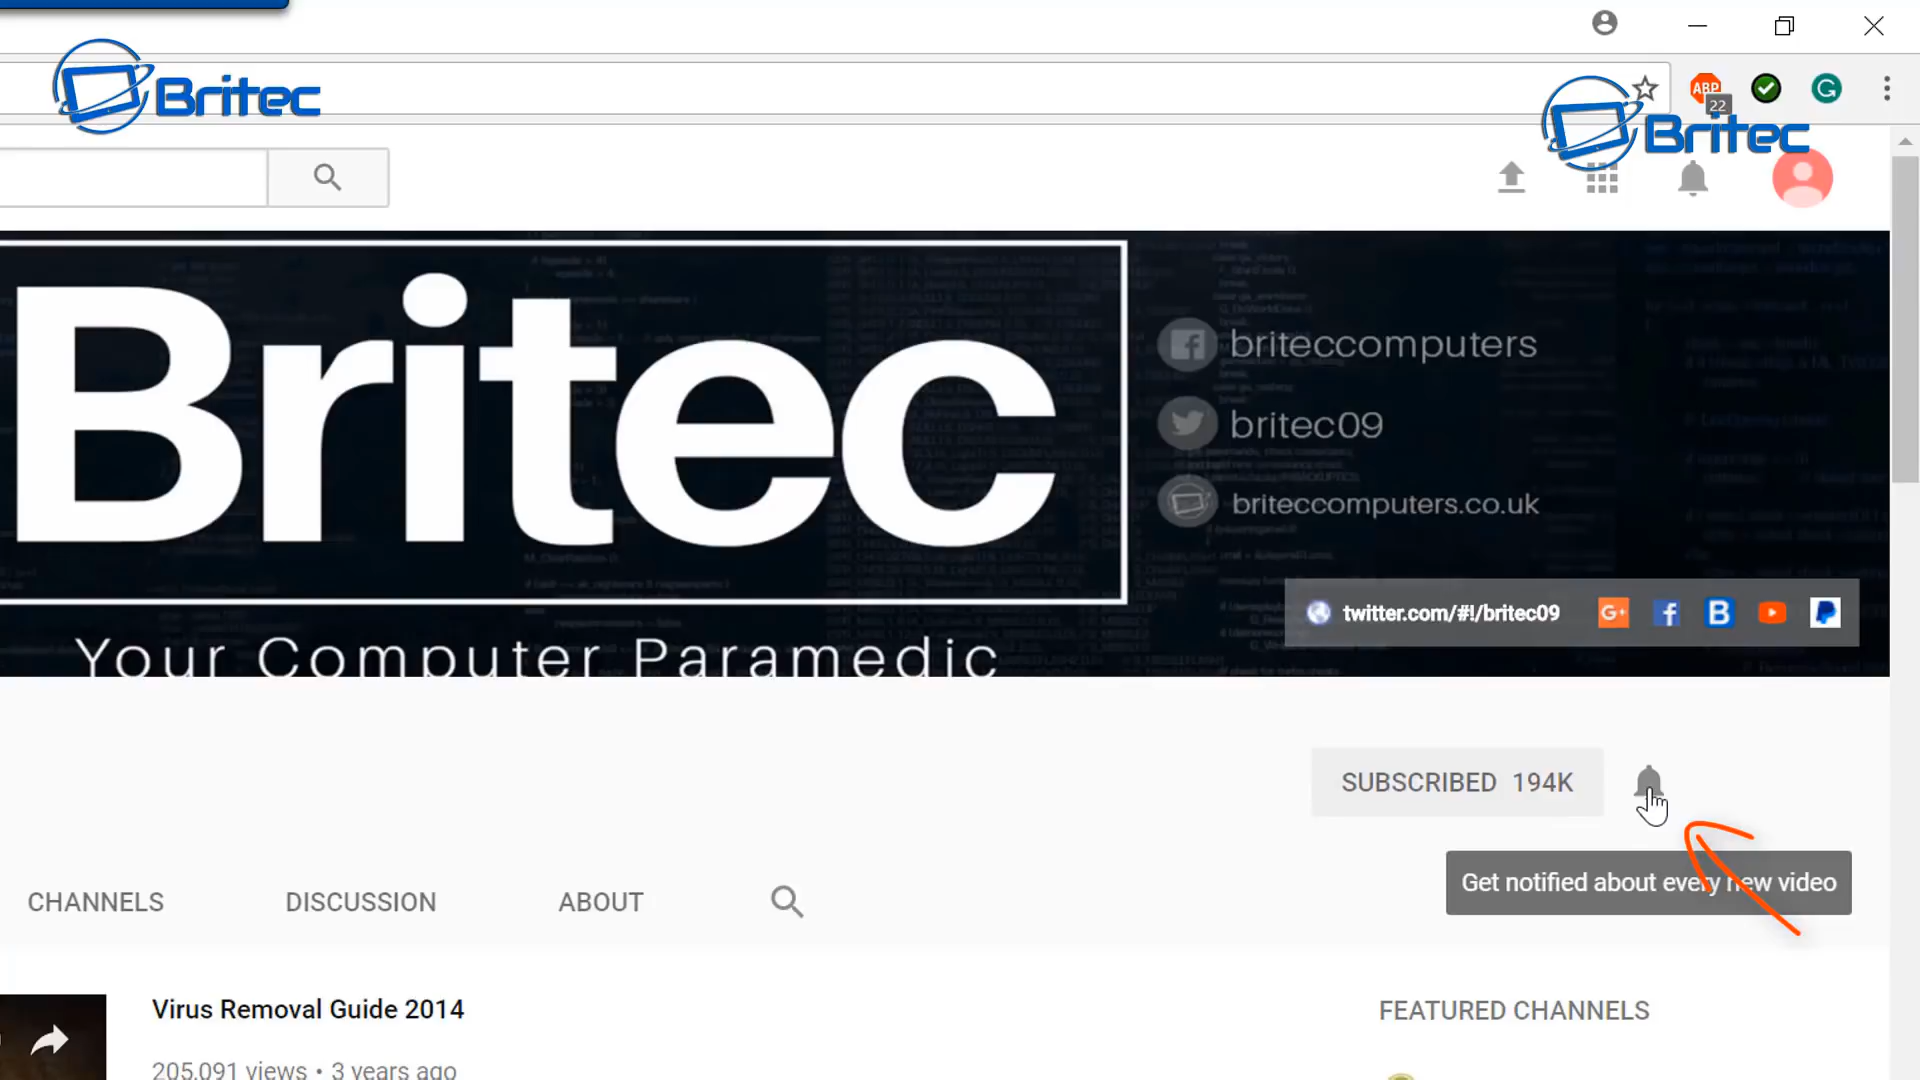 Britec
ABP
22
Britec
Britec
briteccomputers
britec09
briteccomputers.co.uk
twitter.com/#!/britec09
Your Computer Paramedic
SUBSCRIBED 194K
Get notified about every new video
CHANNELS
DISCUSSION
ABOUT
Virus Removal Guide 2014
205,091 views • 3 years ago
FEATURED CHANNELS